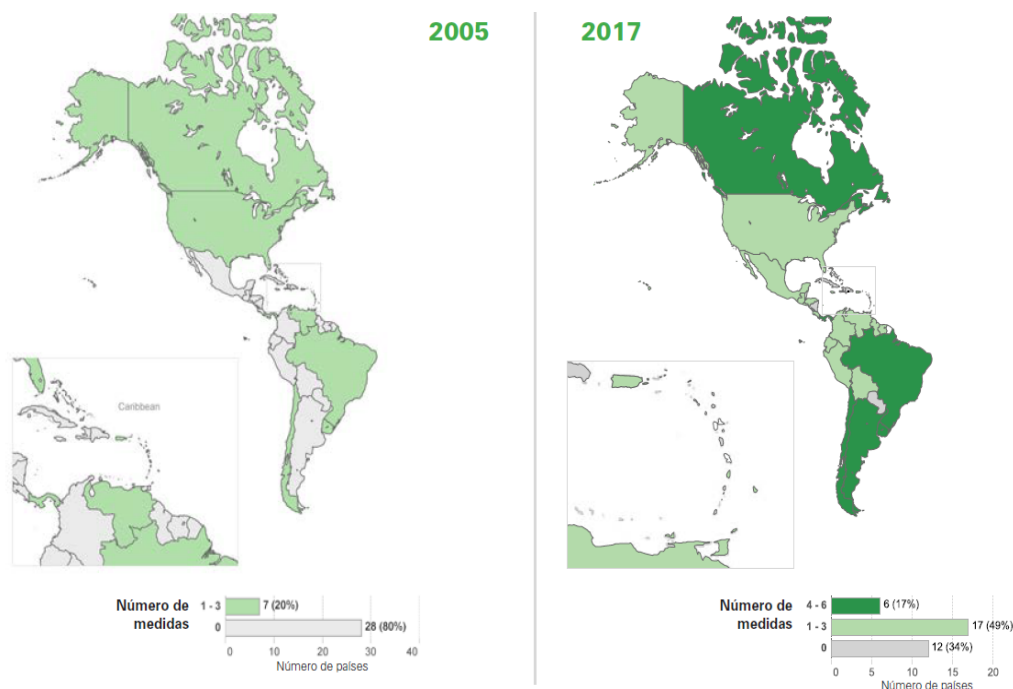 2005
Caribbean
Número de medidas
1 - 3
7 (20%)
0
28 (80%)
0 10 20 30 40
Número de países
2017
Número de medidas
4 - 6
6 (17%)
1 - 3
17 (49%)
0
12 (34%)
0 5 10 15 20
Número de países